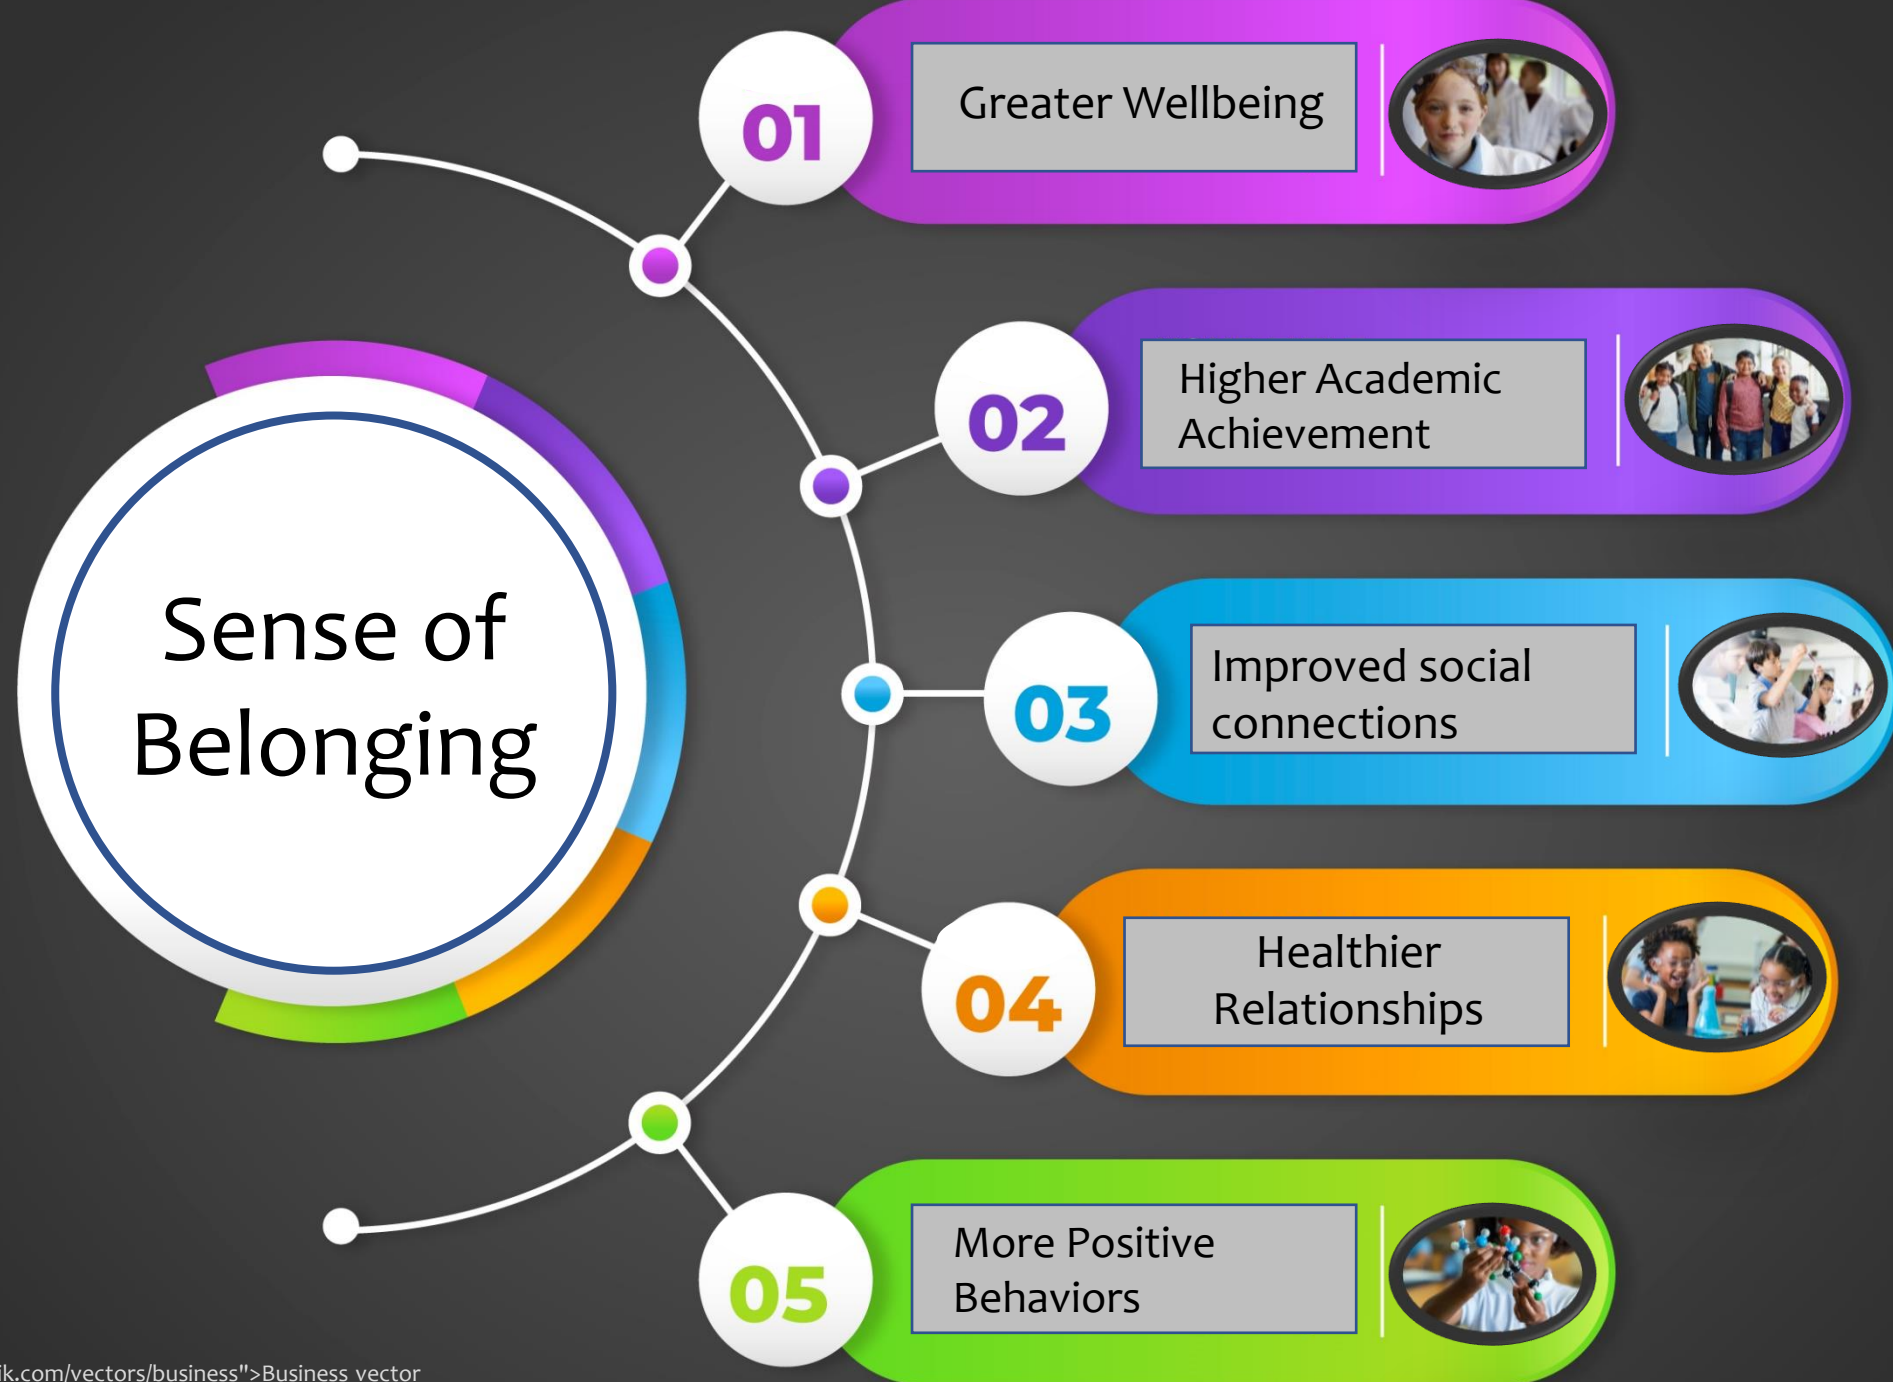 Sense of
Belonging
01
Greater Wellbeing
02
Higher Academic
Achievement
03
Improved social
connections
04
Healthier
Relationships
05
More Positive
Behaviors
ik.com/vectors/business">Business vector